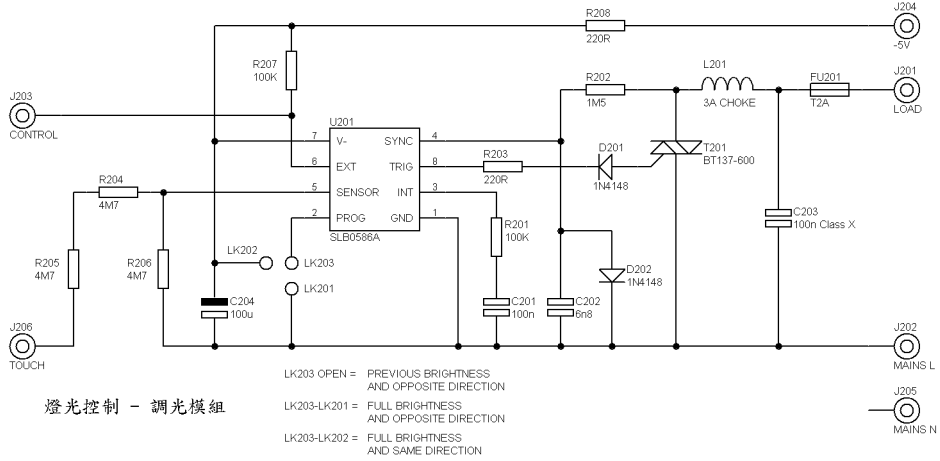 J204
-5V
R208
220R
R207
100K
L201
3A CHOKE
R202
1M5
FU201
T2A
J201
LOAD
J203
CONTROL
U201
7 V- SYNC 4
6 EXT TRIG 8
5 SENSOR INT 3
2 PROG GND 1
SLB0586A
R203
220R
D201
1N4148
T201
BT137-600
R204
4M7
R205
4M7
R206
4M7
R201
100K
C203
100n Class X
LK202
LK203
LK201
D202
1N4148
C204
100u
C201
100n
C202
6n8
J206
TOUCH
J202
MAINS L
LK203 OPEN = PREVIOUS BRIGHTNESS
AND OPPOSITE DIRECTION
J205
MAINS N
燈光控制 - 調光模組
LK203-LK201 = FULL BRIGHTNESS
AND OPPOSITE DIRECTION
LK203-LK202 = FULL BRIGHTNESS
AND SAME DIRECTION